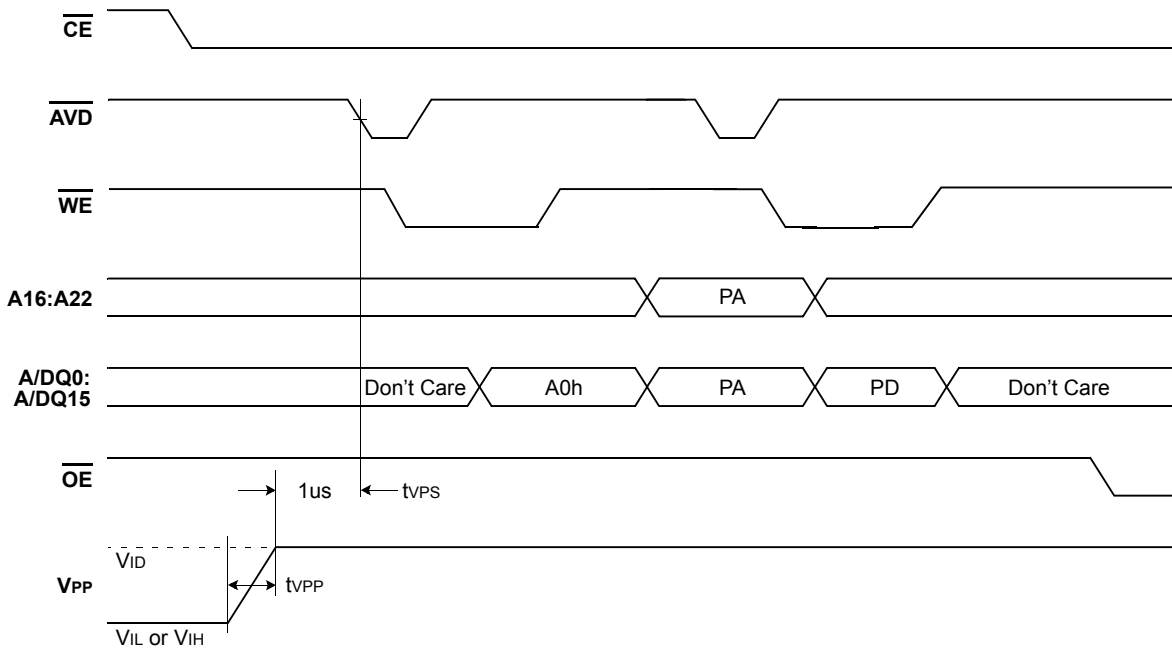 CE
AVD
WE
A16:A22 PA
A/DQ0:
A/DQ15 Don’t Care A0h PA PD Don’t Care
OE
1us tVPS
VID
VPP tVPP
VIL or VIH